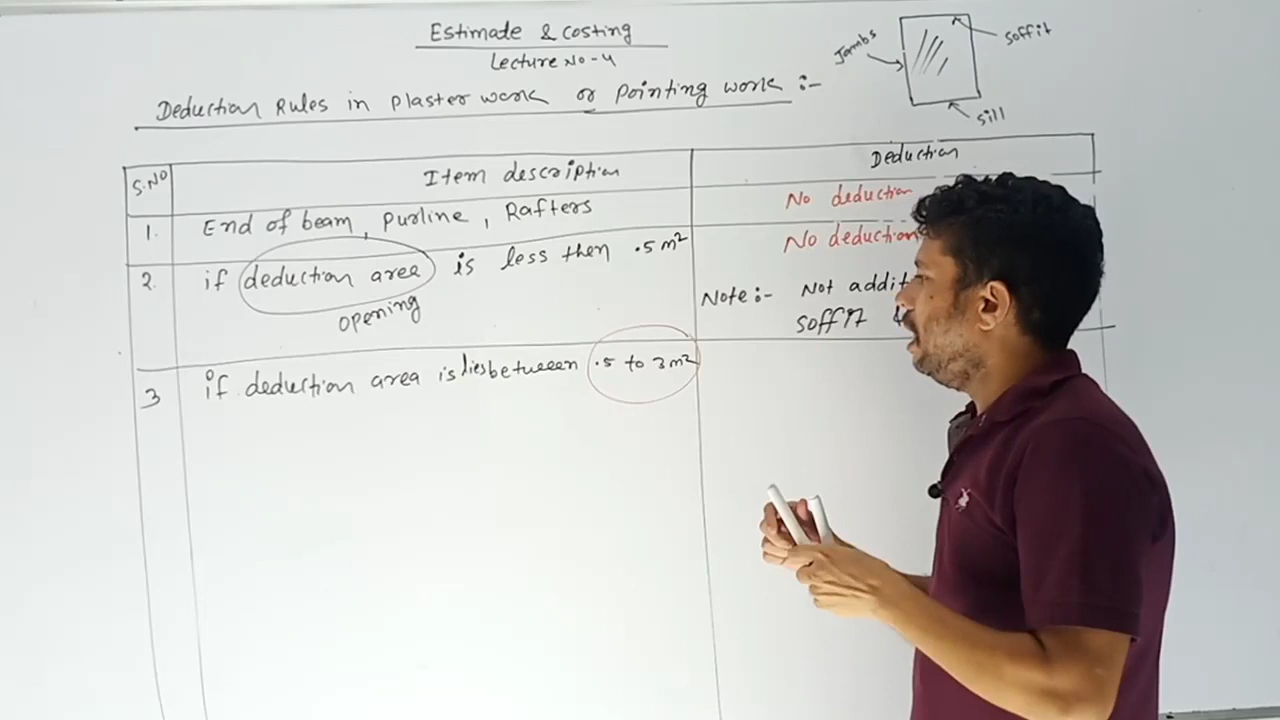 Estimate & costing
Lecture No-4
Deduction Rules in plaster work or pointing work :-
Jambs
soffit
sill
S.NO
Item description
Deduction
1.
End of beam, purline, Rafters
No deduction
2.
if deduction area is less then .5 m²
No deduction
opening
Note:- Not addit
soffit
3
if deduction area is lies between .5 to 3 m²